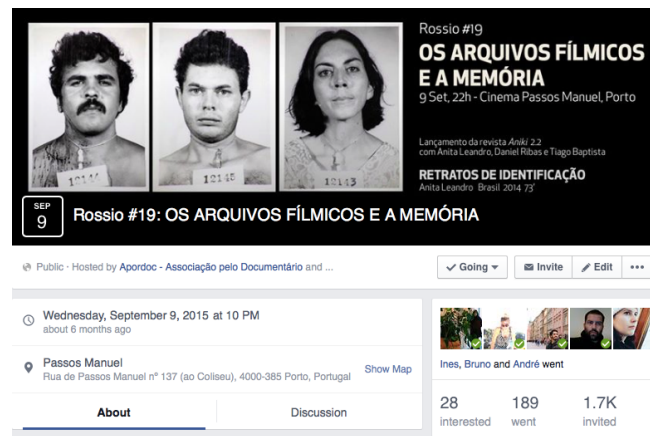 Rossio #19
OS ARQUIVOS FÍLMICOS
E A MEMÓRIA
9 Set, 22h - Cinema Passos Manuel, Porto
Lançamento da revista Aniki 2.2
com Anita Leandro, Daniel Ribas e Tiago Baptista
RETRATOS DE IDENTIFICAÇÃO
Anita Leandro Brasil 2014 73'
12144
12145
12143
SEP
9
Rossio #19: OS ARQUIVOS FÍLMICOS E A MEMÓRIA
Public · Hosted by Apordoc - Associação pelo Documentário and ...
Going
Invite
Edit
Wednesday, September 9, 2015 at 10 PM
about 6 months ago
Passos Manuel
Rua de Passos Manuel nº 137 (ao Coliseu), 4000-385 Porto, Portugal
Show Map
About
Discussion
Ines, Bruno and André went
28 189 1.7K
interested went invited